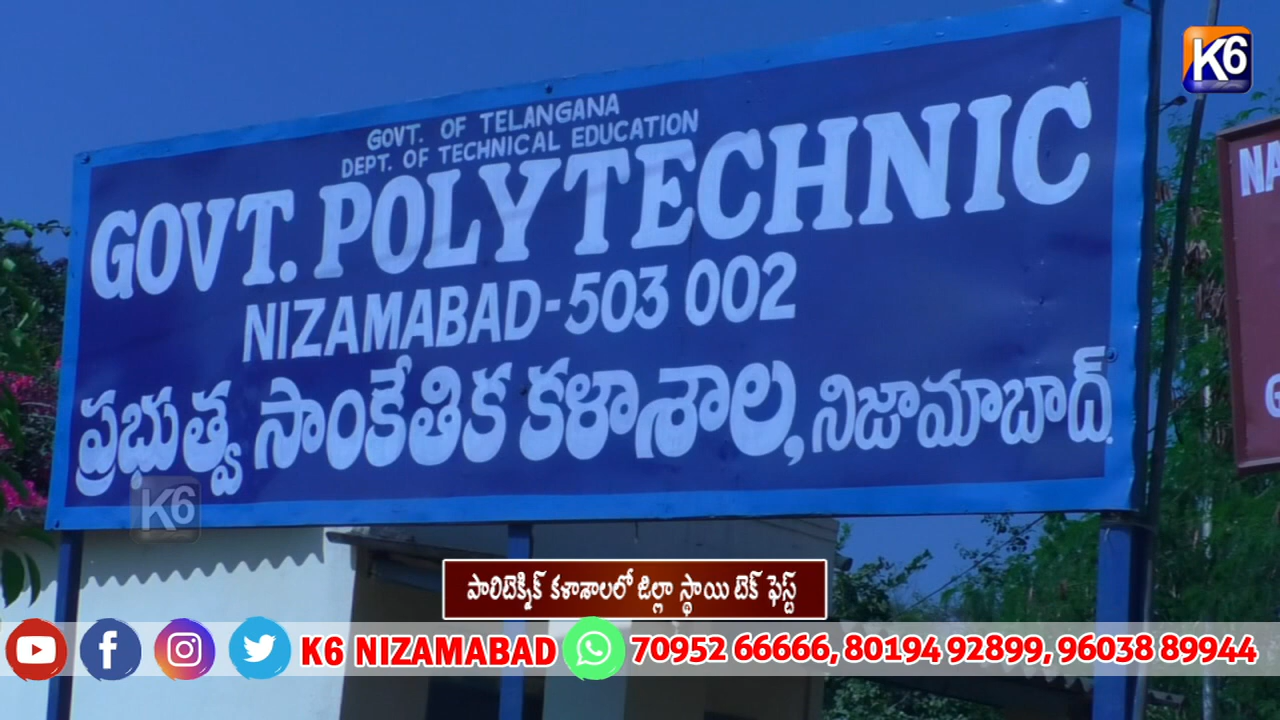 K6
GOVT. OF TELANGANA
DEPT. OF TECHNICAL EDUCATION
GOVT. POLYTECHNIC
NIZAMABAD-503 002
ప్రభుత్వ సాంకేతిక కళాశాల, నిజామాబాద్.
NA
G
K6
పాలిటెక్నిక్ కళాశాలలో జిల్లా స్థాయి టెక్ ఫెస్ట్
K6 NIZAMABAD 70952 66666, 80194 92899, 96038 89944